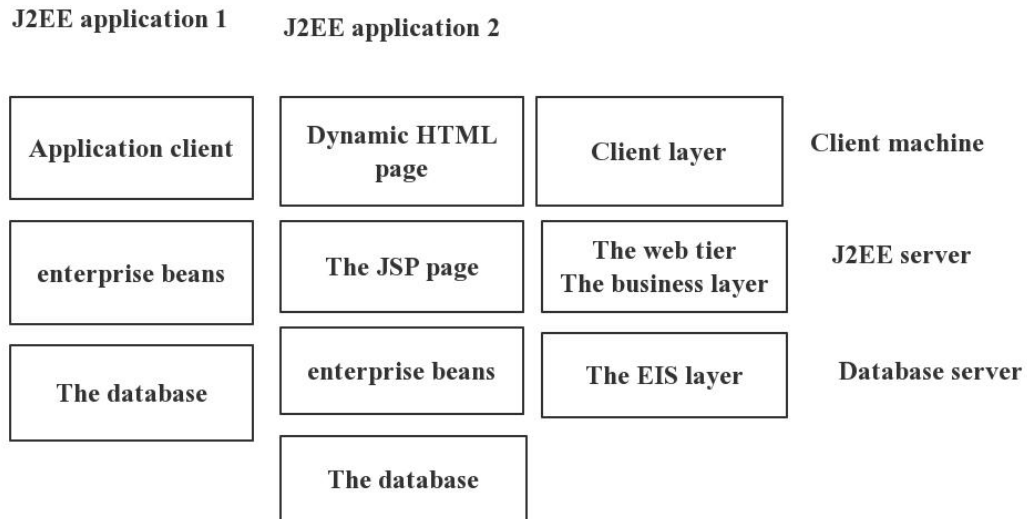 J2EE application 1
J2EE application 2
Application client
Dynamic HTML
page
Client layer
Client machine
enterprise beans
The JSP page
The web tier
The business layer
J2EE server
The database
enterprise beans
The EIS layer
Database server
The database